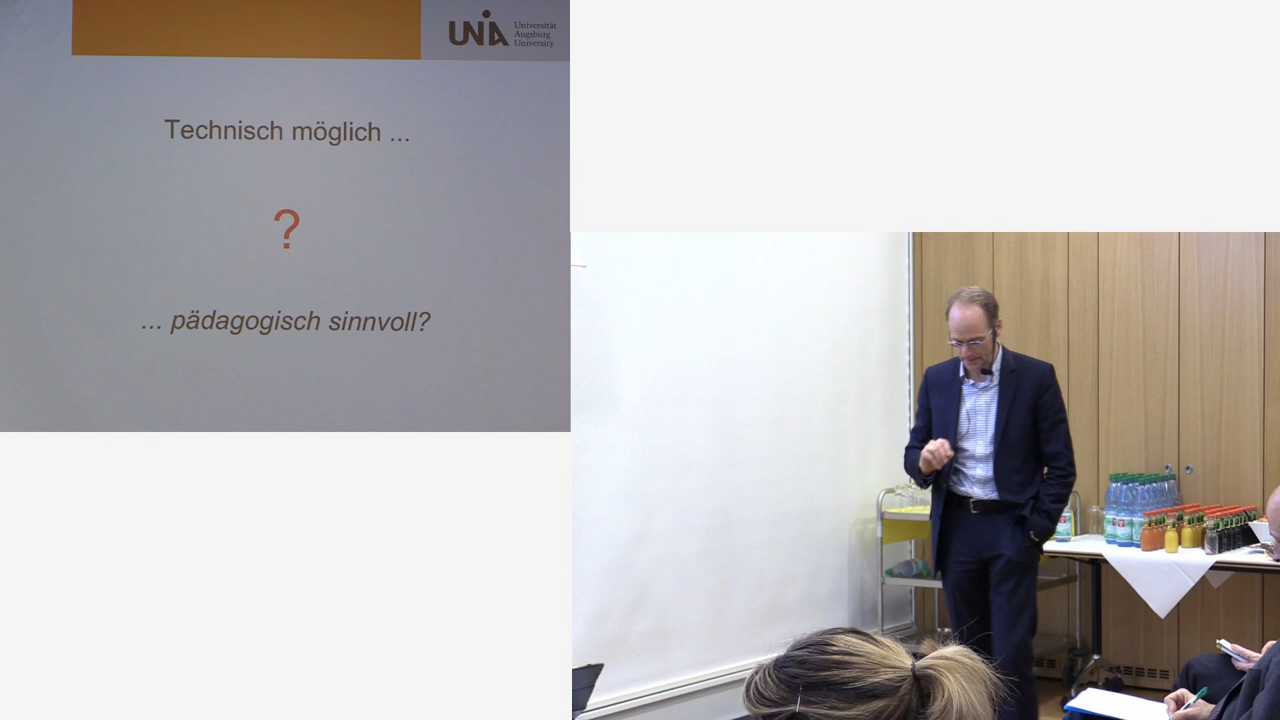 UNIA
Universität
Augsburg
University
Technisch möglich ...
?
... pädagogisch sinnvoll?